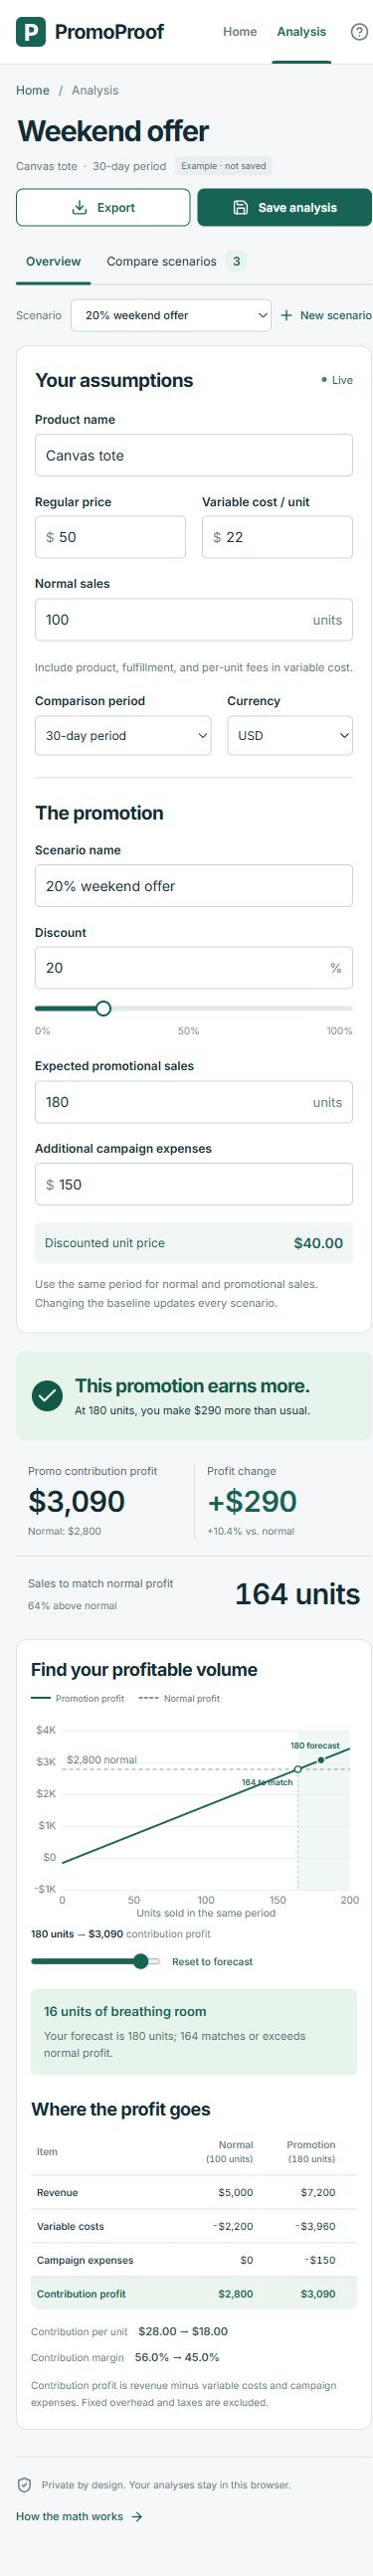 P PromoProof Home Analysis
Home / Analysis
Weekend offer
Canvas tote · 30-day period Example · not saved
Export Save analysis
Overview Compare scenarios 3
Scenario 20% weekend offer + New scenario
Your assumptions • Live
Product name
Canvas tote
Regular price Variable cost / unit
$ 50 $ 22
Normal sales
100 units
Include product, fulfillment, and per-unit fees in variable cost.
Comparison period Currency
30-day period USD
The promotion
Scenario name
20% weekend offer
Discount
20 %
0% 50% 100%
Expected promotional sales
180 units
Additional campaign expenses
$ 150
Discounted unit price $40.00
Use the same period for normal and promotional sales.
Changing the baseline updates every scenario.
This promotion earns more.
At 180 units, you make $290 more than usual.
Promo contribution profit Profit change
$3,090 +$290
Normal: $2,800 +10.4% vs. normal
Sales to match normal profit 164 units
64% above normal
Find your profitable volume
Promotion profit Normal profit
$4K
180 forecast
$3K $2,800 normal
164 to match
$2K
$1K
$0
-$1K
0 50 100 150 200
Units sold in the same period
180 units — $3,090 contribution profit
Reset to forecast
16 units of breathing room
Your forecast is 180 units; 164 matches or exceeds
normal profit.
Where the profit goes
Item Normal Promotion
(100 units) (180 units)
Revenue $5,000 $7,200
Variable costs -$2,200 -$3,960
Campaign expenses $0 -$150
Contribution profit $2,800 $3,090
Contribution per unit $28.00 → $18.00
Contribution margin 56.0% → 45.0%
Contribution profit is revenue minus variable costs and campaign
expenses. Fixed overhead and taxes are excluded.
Private by design. Your analyses stay in this browser.
How the math works →